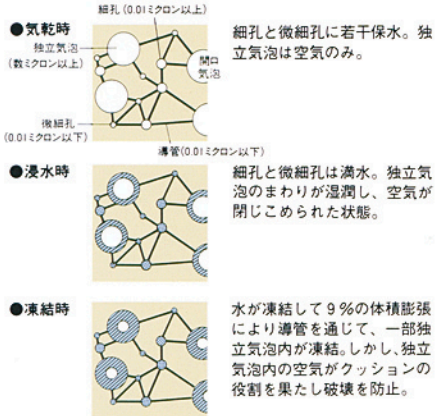 細孔(0.01ミクロン以上)
●気乾時
独立気泡
(数ミクロン以上)
開口
気泡
微細孔
(0.01ミクロン以下)
導管(0.01ミクロン以下)
細孔と微細孔に若干保水。独
立気泡は空気のみ。
●浸水時
細孔と微細孔は満水。独立気
泡のまわりが湿潤し、空気が
閉じこめられた状態。
●凍結時
水が凍結して9%の体積膨張
により導管を通じて、一部独
立気泡内が凍結。しかし、独立
気泡内の空気がクッションの
役割を果たし破壊を防止。